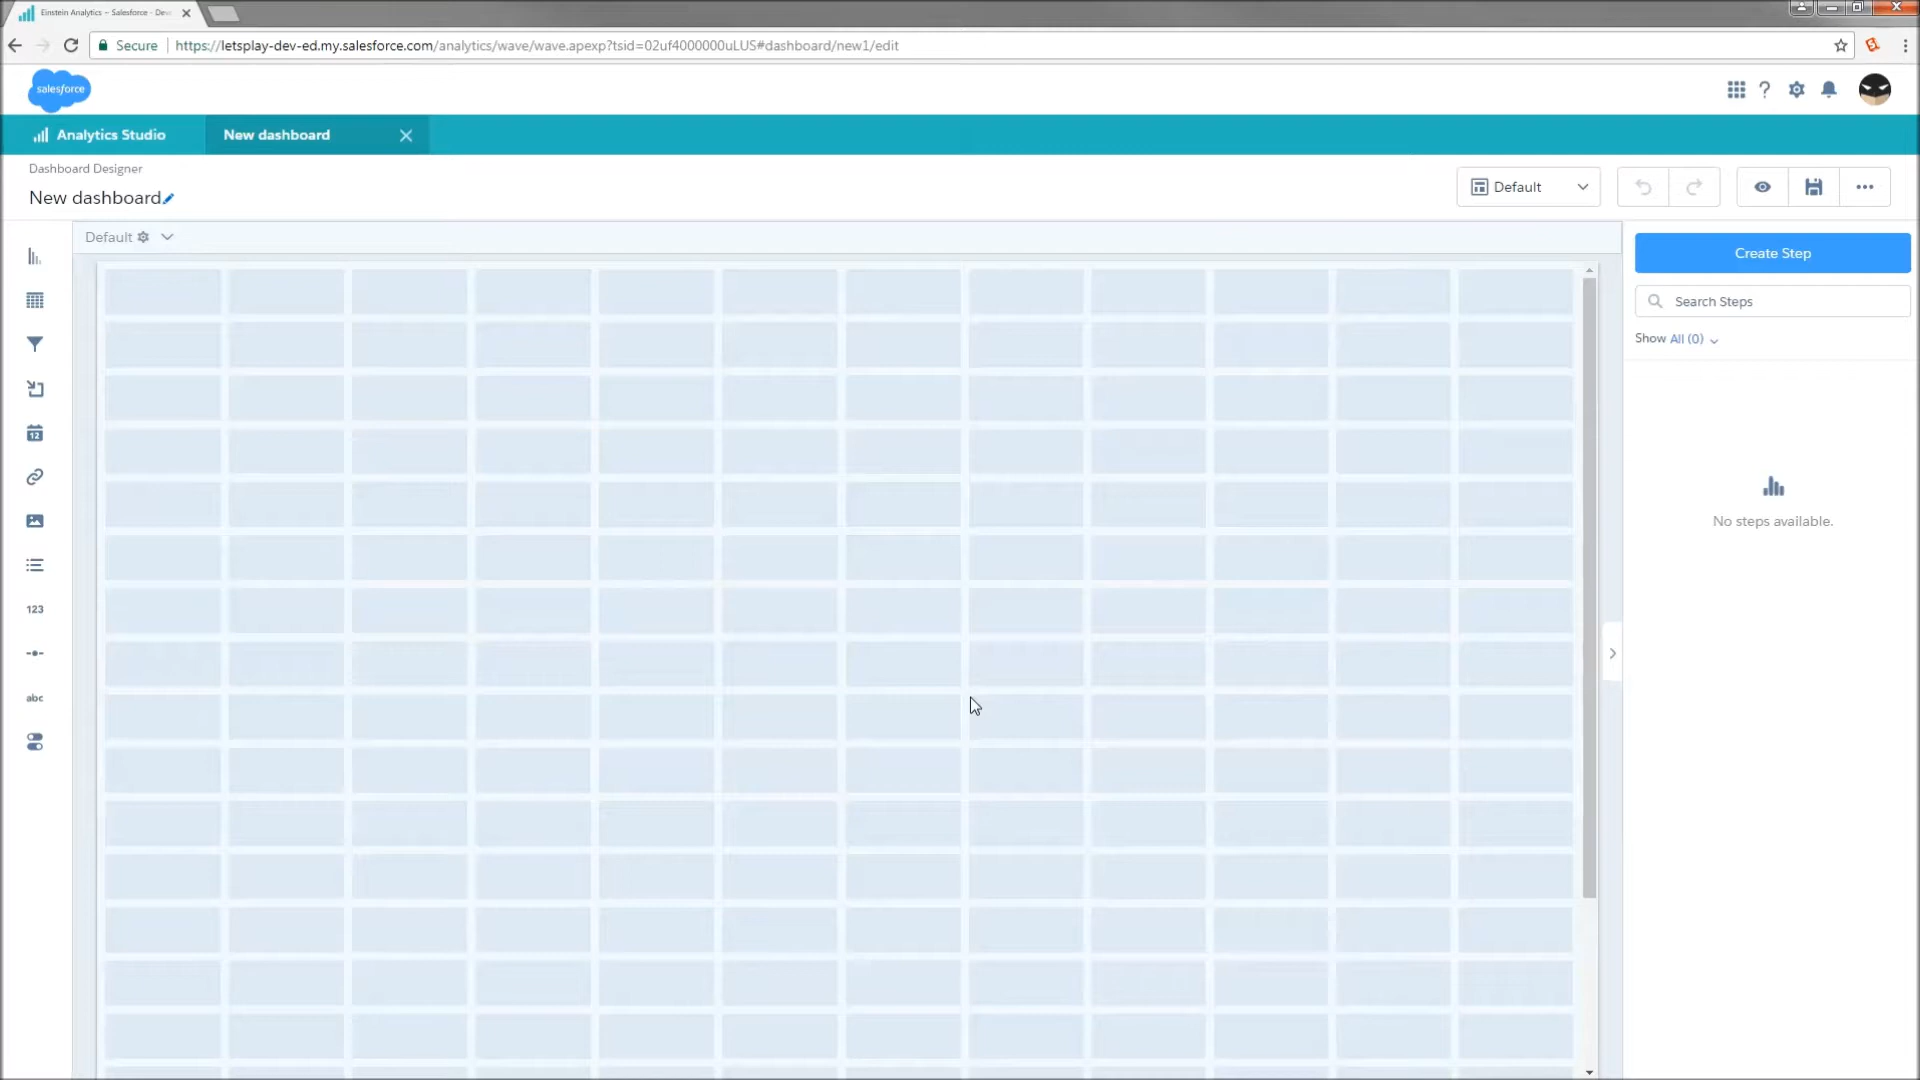 Einstein Analytics – Salesforce - Dev
Secure https://letsplay-dev-ed.my.salesforce.com/analytics/wave/wave.apexp?tsid=02uf4000000uLUS#dashboard/new1/edit
salesforce
Analytics Studio
New dashboard
Dashboard Designer
New dashboard
Default
Default
Create Step
Search Steps
Show All (0)
No steps available.
12
123
abc